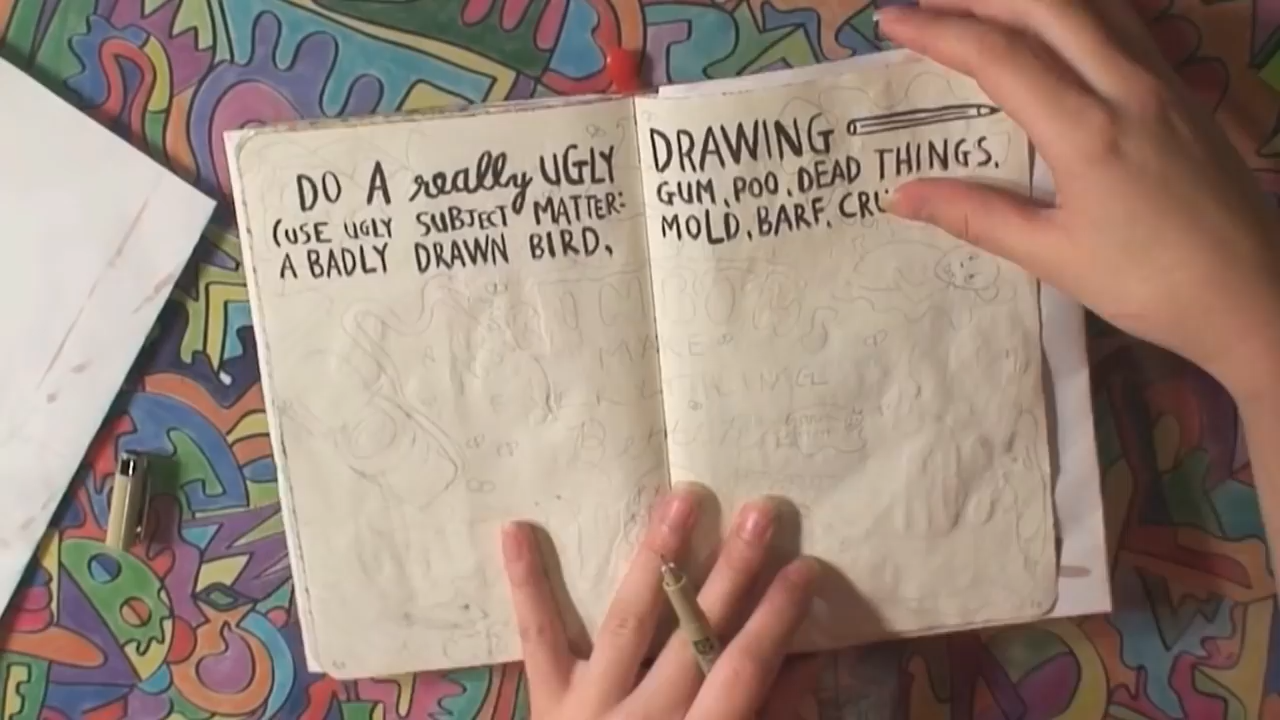 DO A really UGLY DRAWING
(USE UGLY SUBJECT MATTER: GUM, POO, DEAD THINGS,
A BADLY DRAWN BIRD, MOLD, BARF,